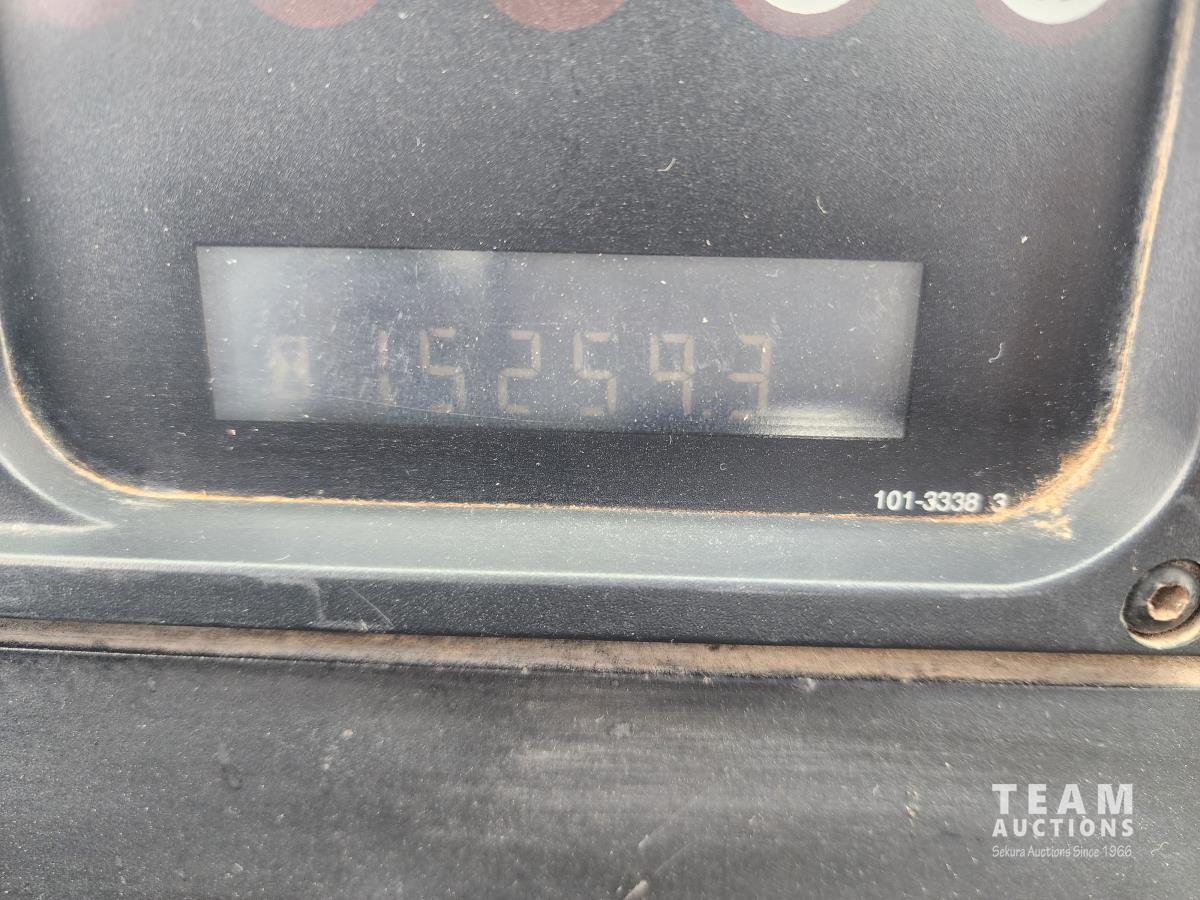 15259.3
101-3338 3
TEAM
AUCTIONS
Sekura Auctions Since 1966